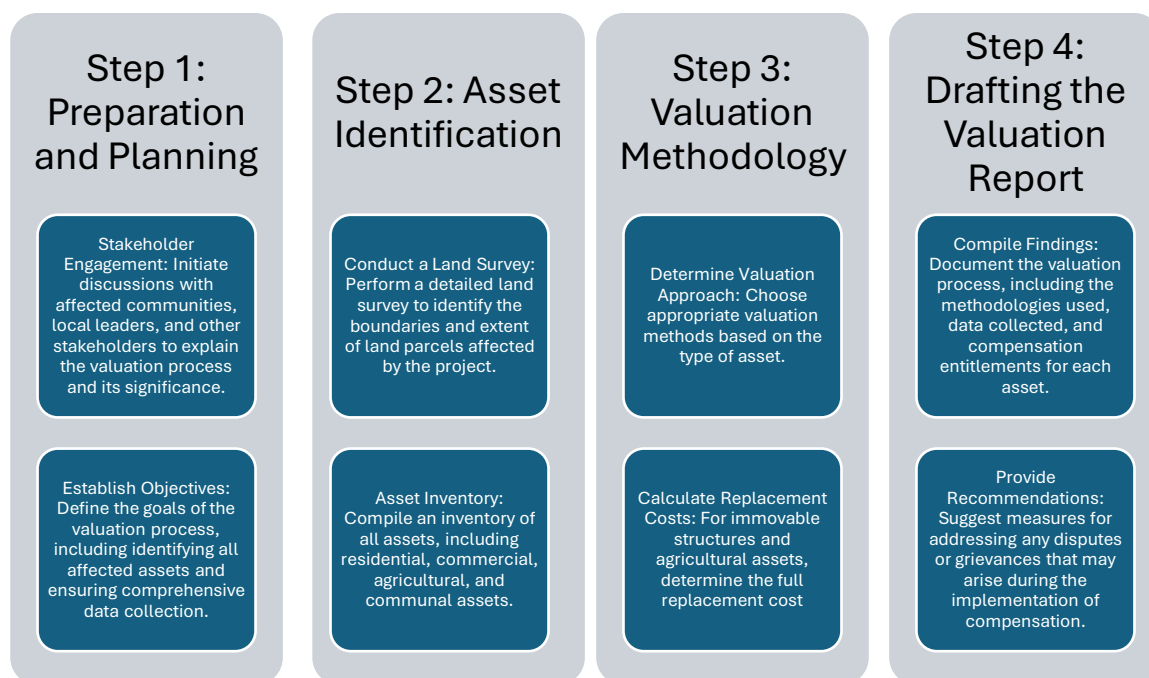 Step 1:
Preparation
and Planning
Stakeholder
Engagement: Initiate
discussions with
affected communities,
local leaders, and other
stakeholders to explain
the valuation process
and its significance.
Establish Objectives:
Define the goals of the
valuation process,
including identifying all
affected assets and
ensuring comprehensive
data collection.
Step 2: Asset
Identification
Conduct a Land Survey:
Perform a detailed land
survey to identify the
boundaries and extent
of land parcels affected
by the project.
Asset Inventory:
Compile an inventory of
all assets, including
residential, commercial,
agricultural, and
communal assets.
Step 3:
Valuation
Methodology
Determine Valuation
Approach: Choose
appropriate valuation
methods based on the
type of asset.
Calculate Replacement
Costs: For immovable
structures and
agricultural assets,
determine the full
replacement cost
Step 4:
Drafting the
Valuation
Report
Compile Findings:
Document the valuation
process, including the
methodologies used,
data collected, and
compensation
entitlements for each
asset.
Provide
Recommendations:
Suggest measures for
addressing any disputes
or grievances that may
arise during the
implementation of
compensation.